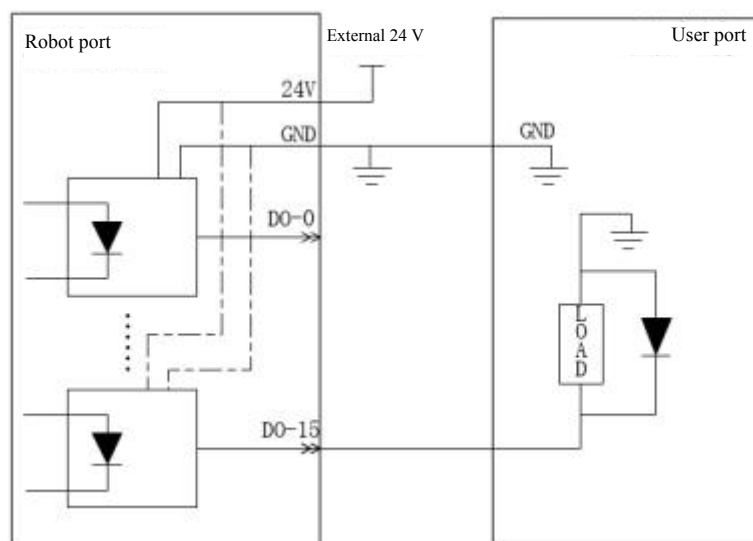 Robot port
External 24 V
User port
24V
GND
GND
DO-0
DO-15
LOAD